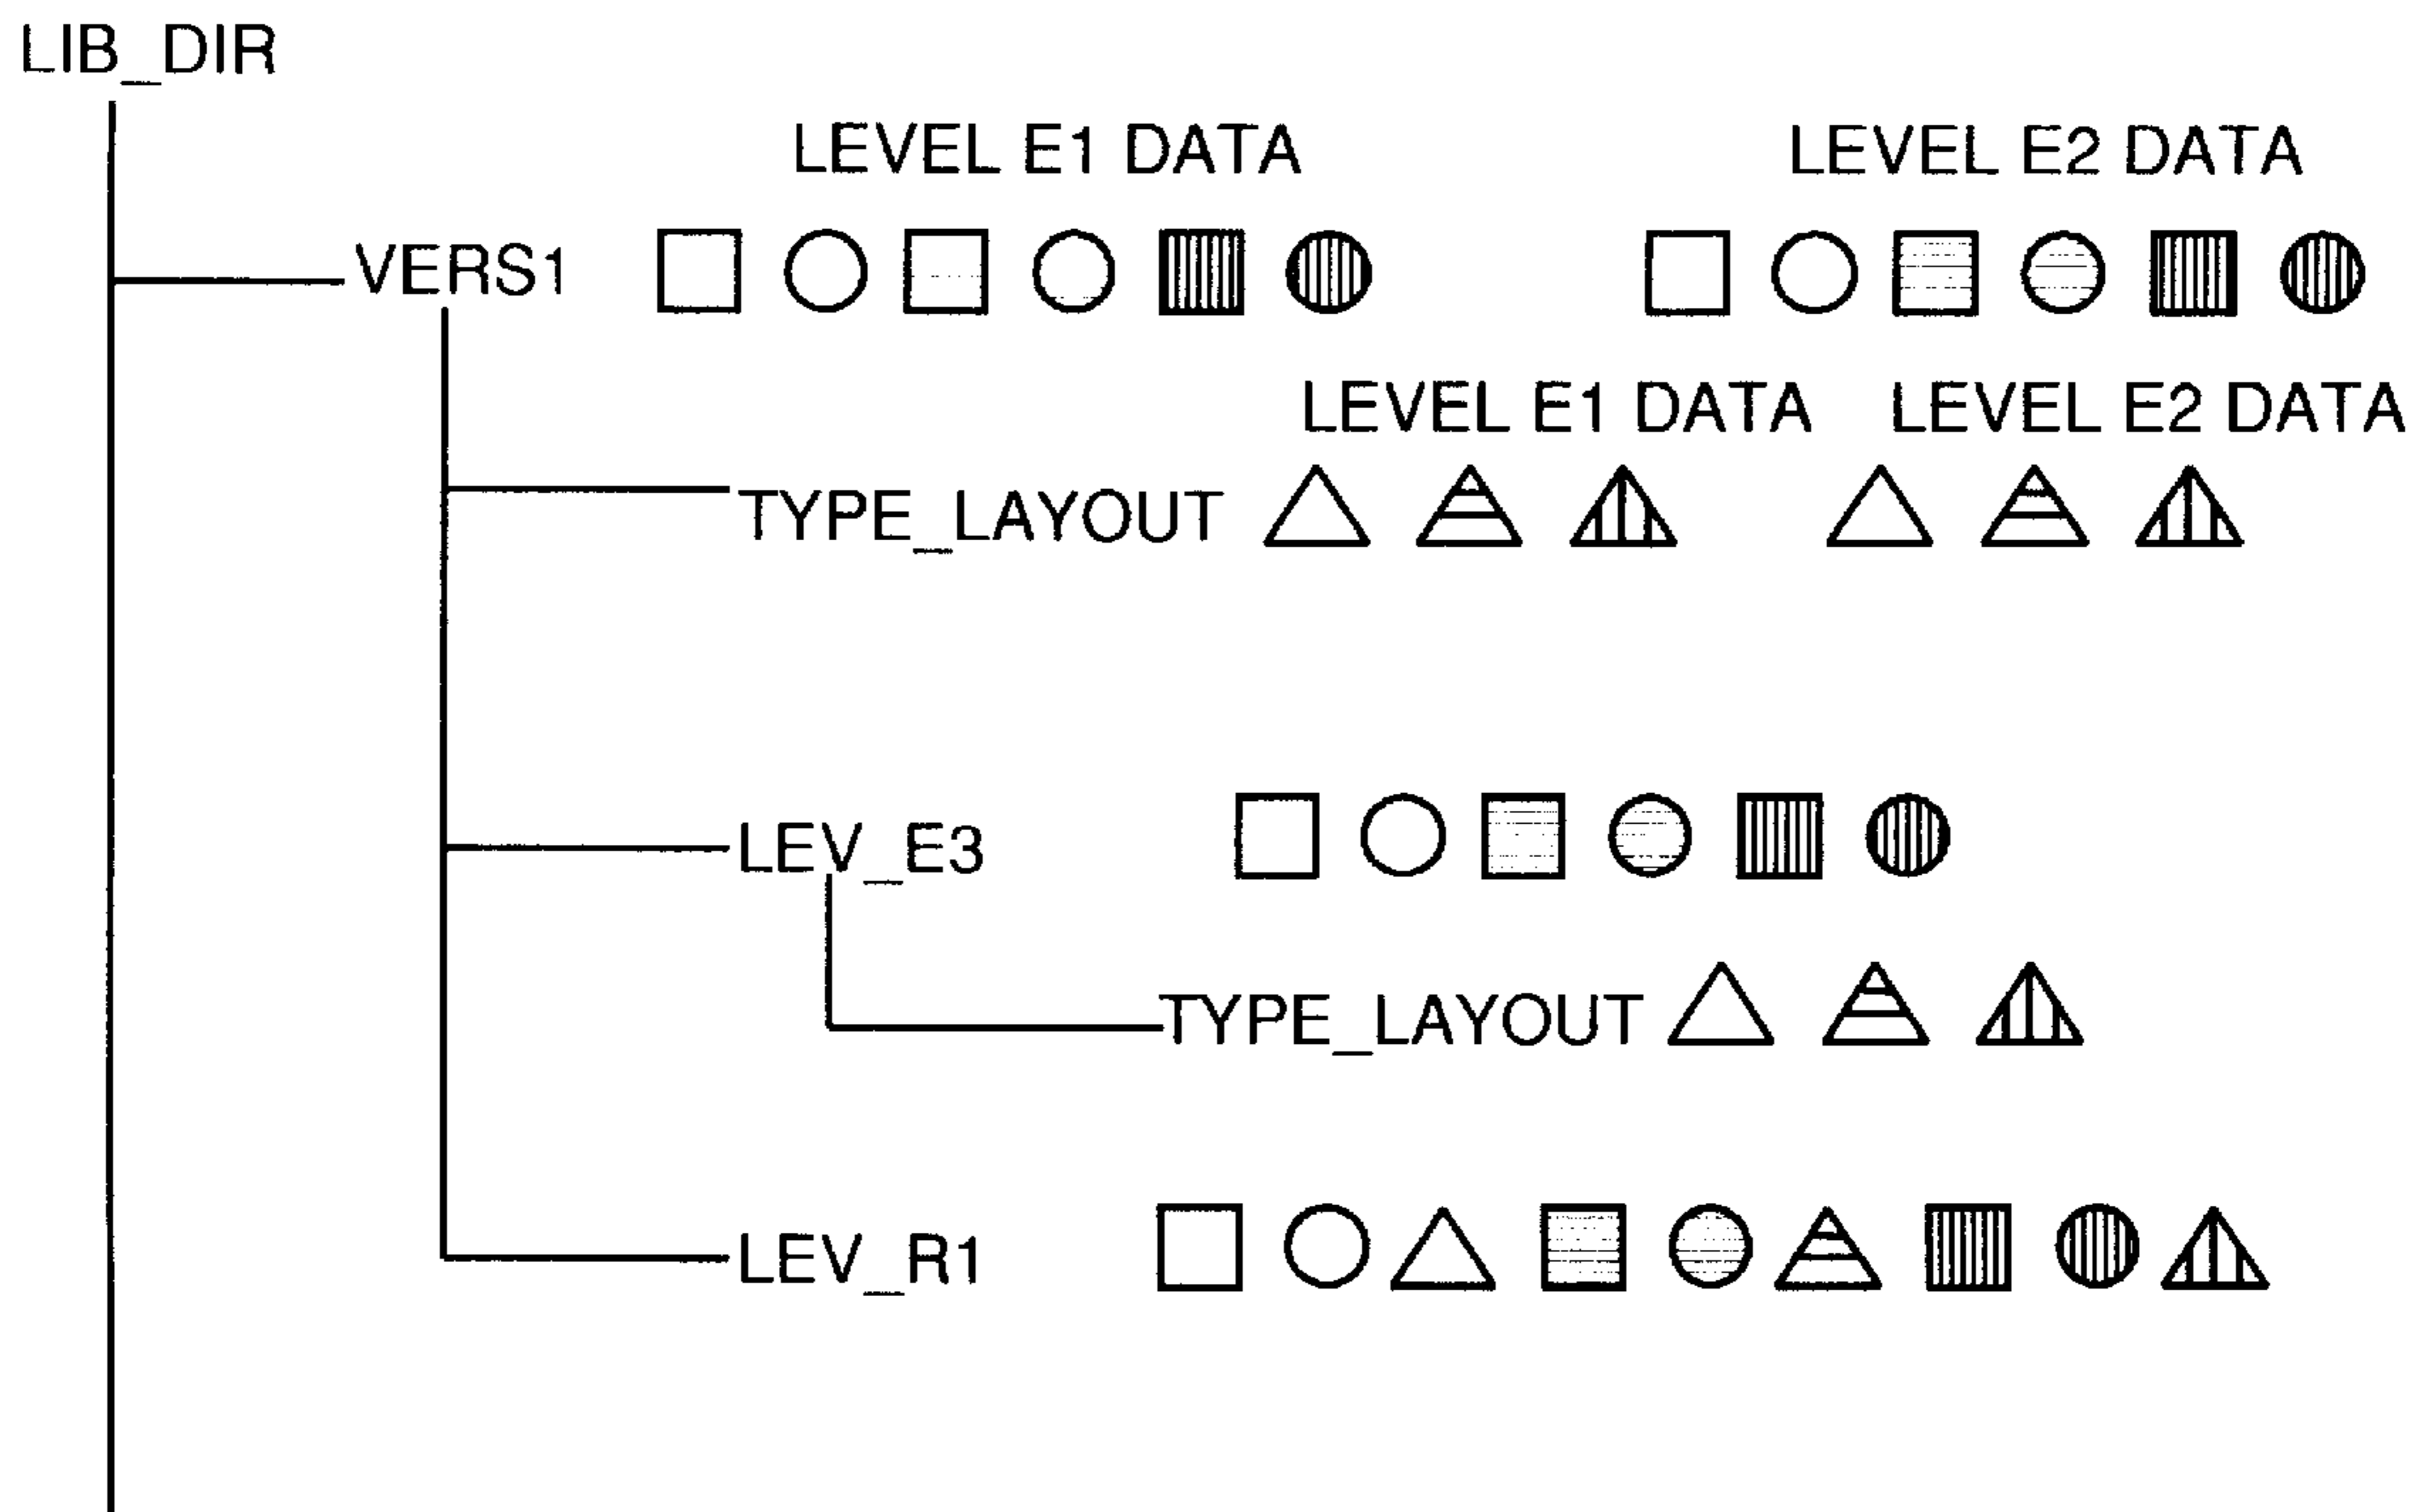 LIB_DIR
LEVEL E1 DATA LEVEL E2 DATA
VERS1
LEVEL E1 DATA LEVEL E2 DATA
TYPE_LAYOUT
LEV_E3
TYPE_LAYOUT
LEV_R1